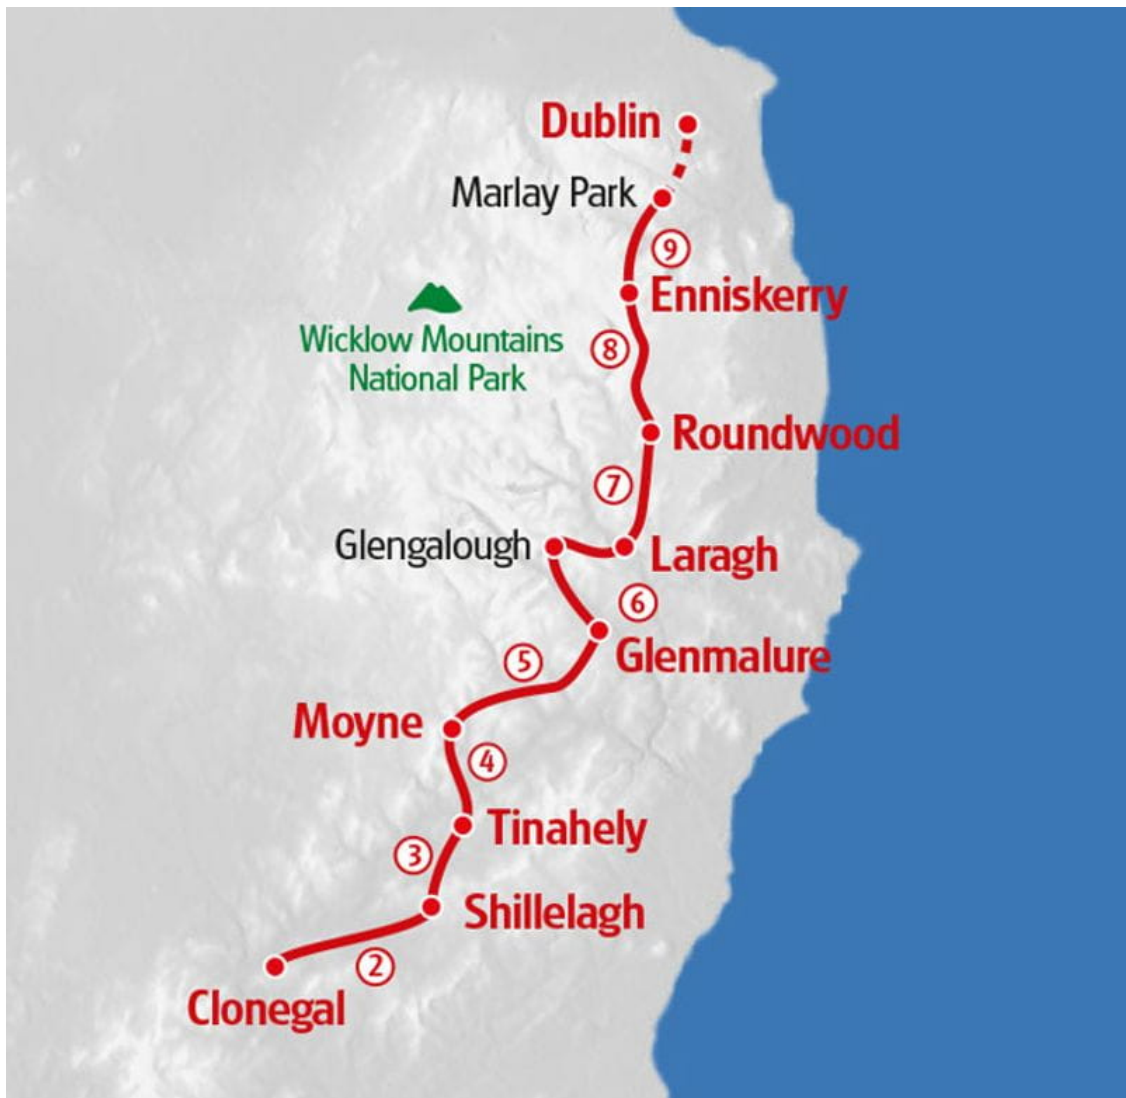 Dublin
Marlay Park
9
Enniskerry
8
Wicklow Mountains
National Park
Roundwood
7
Glengalough
Laragh
6
Glenmalure
5
Moyne
4
Tinahely
3
Shillelagh
2
Clonegal